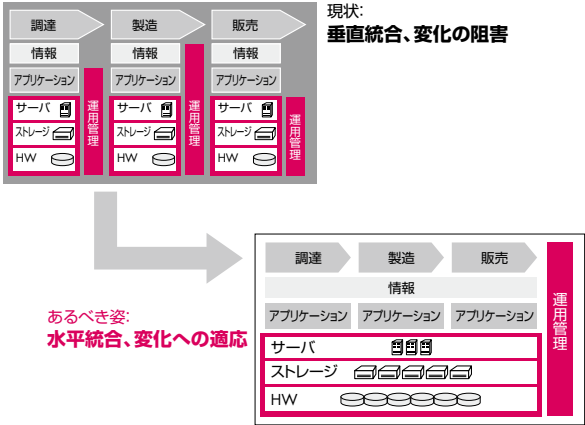 調達 製造 販売
情報 情報 情報
アプリケーション アプリケーション アプリケーション
サーバ サーバ サーバ
ストレージ ストレージ ストレージ
HW HW HW
運用管理
運用管理
運用管理
現状:
垂直統合、変化の阻害
あるべき姿:
水平統合、変化への適応
調達 製造 販売
情報
アプリケーション アプリケーション アプリケーション
サーバ
ストレージ
HW
運用管理